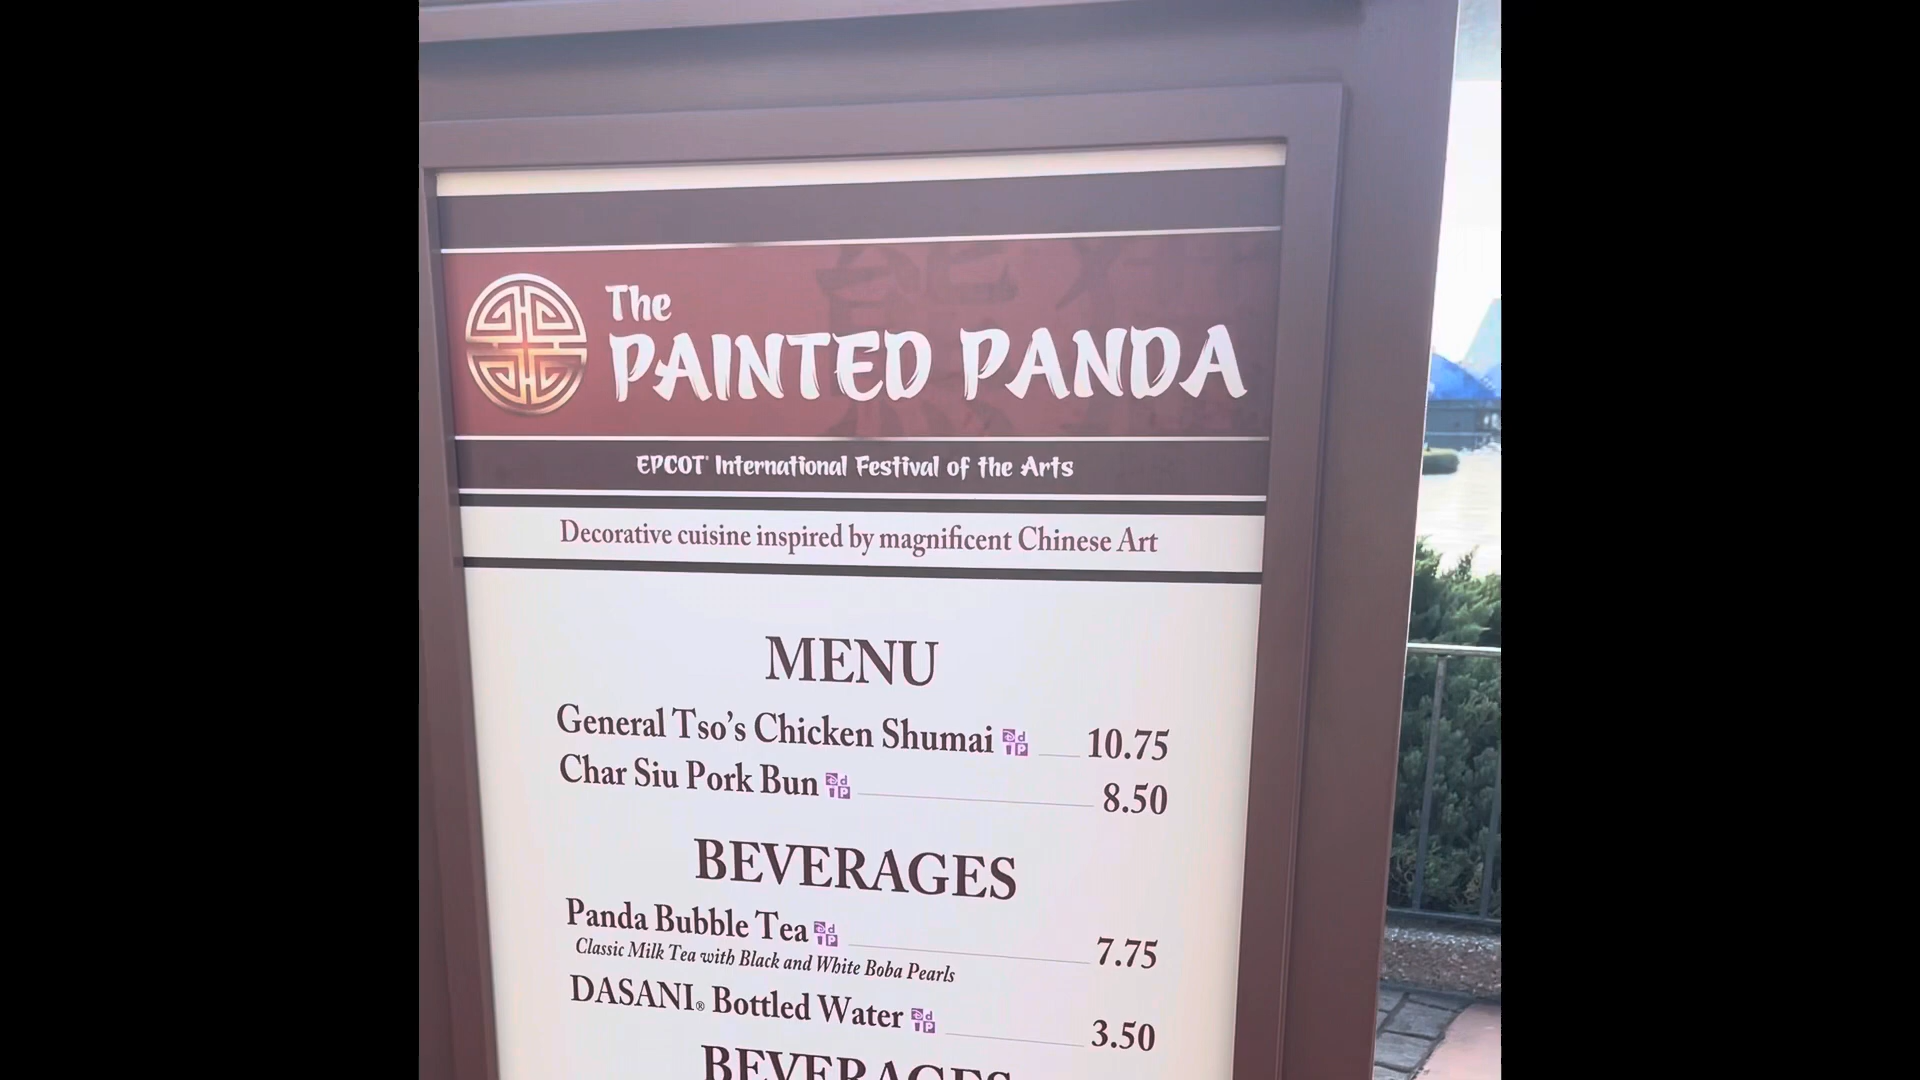 The
PAINTED PANDA
EPCOT® International Festival of the Arts
Decorative cuisine inspired by magnificent Chinese Art
MENU
General Tso's Chicken Shumai 10.75
Char Siu Pork Bun 8.50
BEVERAGES
Panda Bubble Tea 7.75
Classic Milk Tea with Black and White Boba Pearls
DASANI® Bottled Water 3.50
BEVERAGES